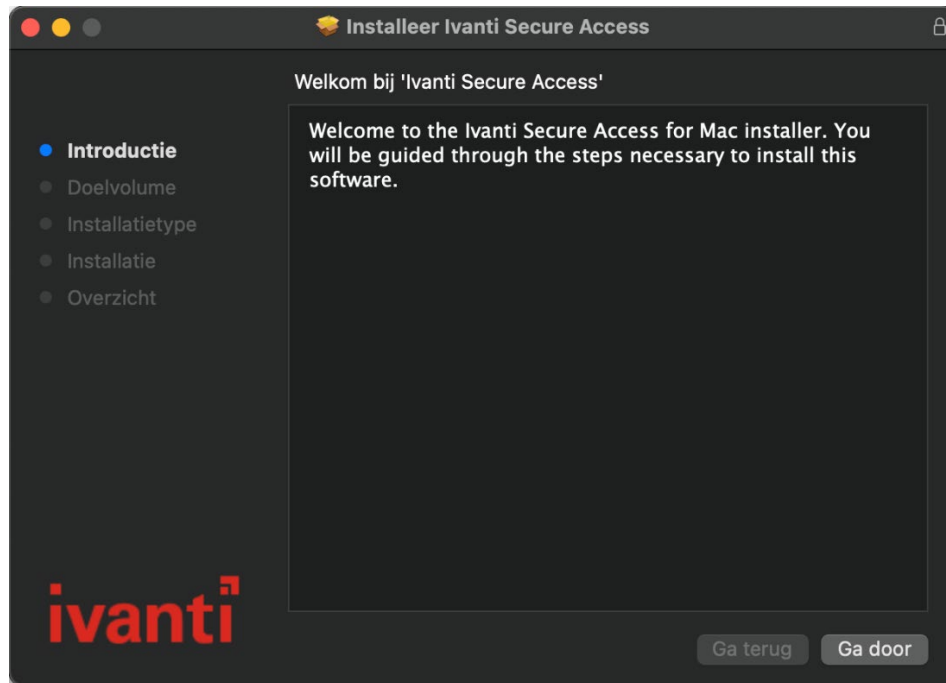 Installeer Ivanti Secure Access
Welkom bij 'Ivanti Secure Access'
Introductie
Doelvolume
Installatietype
Installatie
Overzicht
Welcome to the Ivanti Secure Access for Mac installer. You
will be guided through the steps necessary to install this
software.
ivanti
Ga terug
Ga door